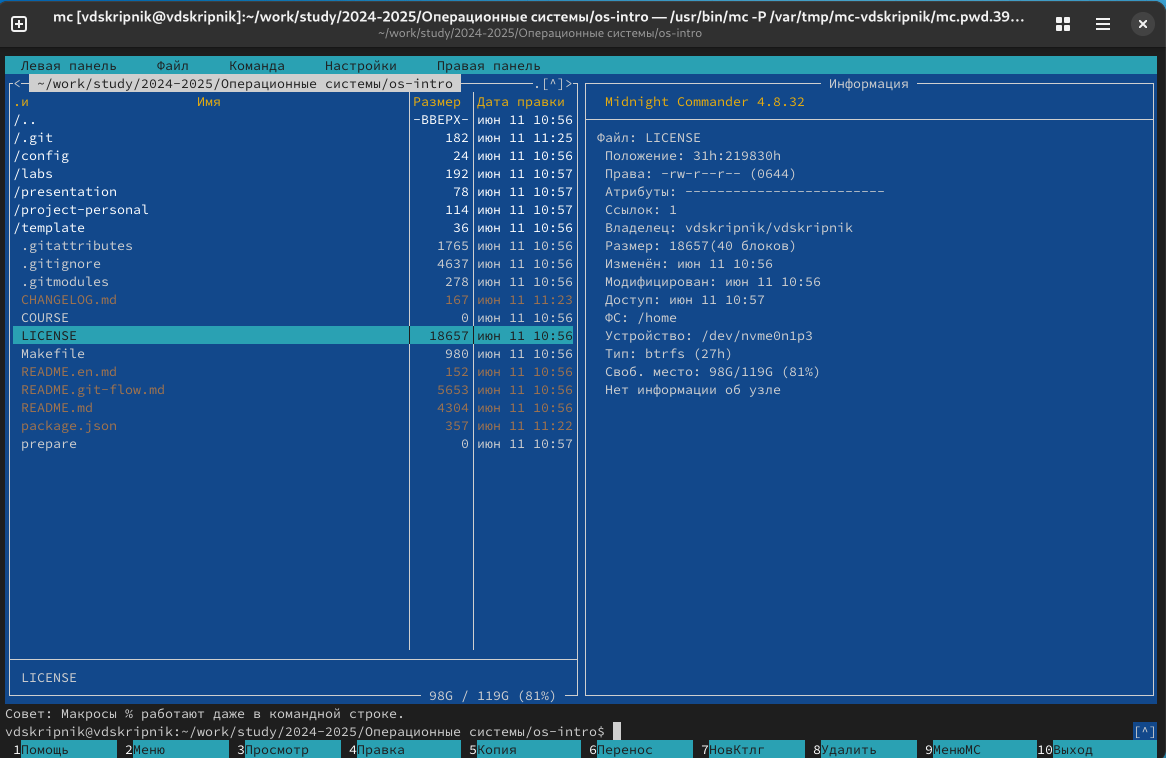 mc [vdskripnik@vdskripnik]:~/work/study/2024-2025/Операционные системы/os-intro — /usr/bin/mc -P /var/tmp/mc-vdskripnik/mc.pwd.39…
~/work/study/2024-2025/Операционные системы/os-intro
Левая панель Файл Команда Настройки Правая панель
<─ ~/work/study/2024-2025/Операционные системы/os-intro .[^]>
.и Имя Размер Дата правки
/.. -ВВЕРХ- июн 11 10:56
/.git 182 июн 11 11:25
/config 24 июн 11 10:56
/labs 192 июн 11 10:57
/presentation 78 июн 11 10:57
/project-personal 114 июн 11 10:57
/template 36 июн 11 10:56
.gitattributes 1765 июн 11 10:56
.gitignore 4637 июн 11 10:56
.gitmodules 278 июн 11 10:56
CHANGELOG.md 167 июн 11 11:23
COURSE 0 июн 11 10:56
LICENSE 18657 июн 11 10:56
Makefile 980 июн 11 10:56
README.en.md 152 июн 11 10:56
README.git-flow.md 5653 июн 11 10:56
README.md 4304 июн 11 10:56
package.json 357 июн 11 11:22
prepare 0 июн 11 10:57
LICENSE
98G / 119G (81%)
Информация
Midnight Commander 4.8.32
Файл: LICENSE
Положение: 31h:219830h
Права: -rw-r--r-- (0644)
Атрибуты: -------------------------
Ссылок: 1
Владелец: vdskripnik/vdskripnik
Размер: 18657(40 блоков)
Изменён: июн 11 10:56
Модифицирован: июн 11 10:56
Доступ: июн 11 10:57
ФС: /home
Устройство: /dev/nvme0n1p3
Тип: btrfs (27h)
Своб. место: 98G/119G (81%)
Нет информации об узле
Совет: Макросы % работают даже в командной строке.
vdskripnik@vdskripnik:~/work/study/2024-2025/Операционные системы/os-intro$ [^]
1Помощь 2Меню 3Просмотр 4Правка 5Копия 6Перенос 7НовКтлг 8Удалить 9МенюМС 10Выход